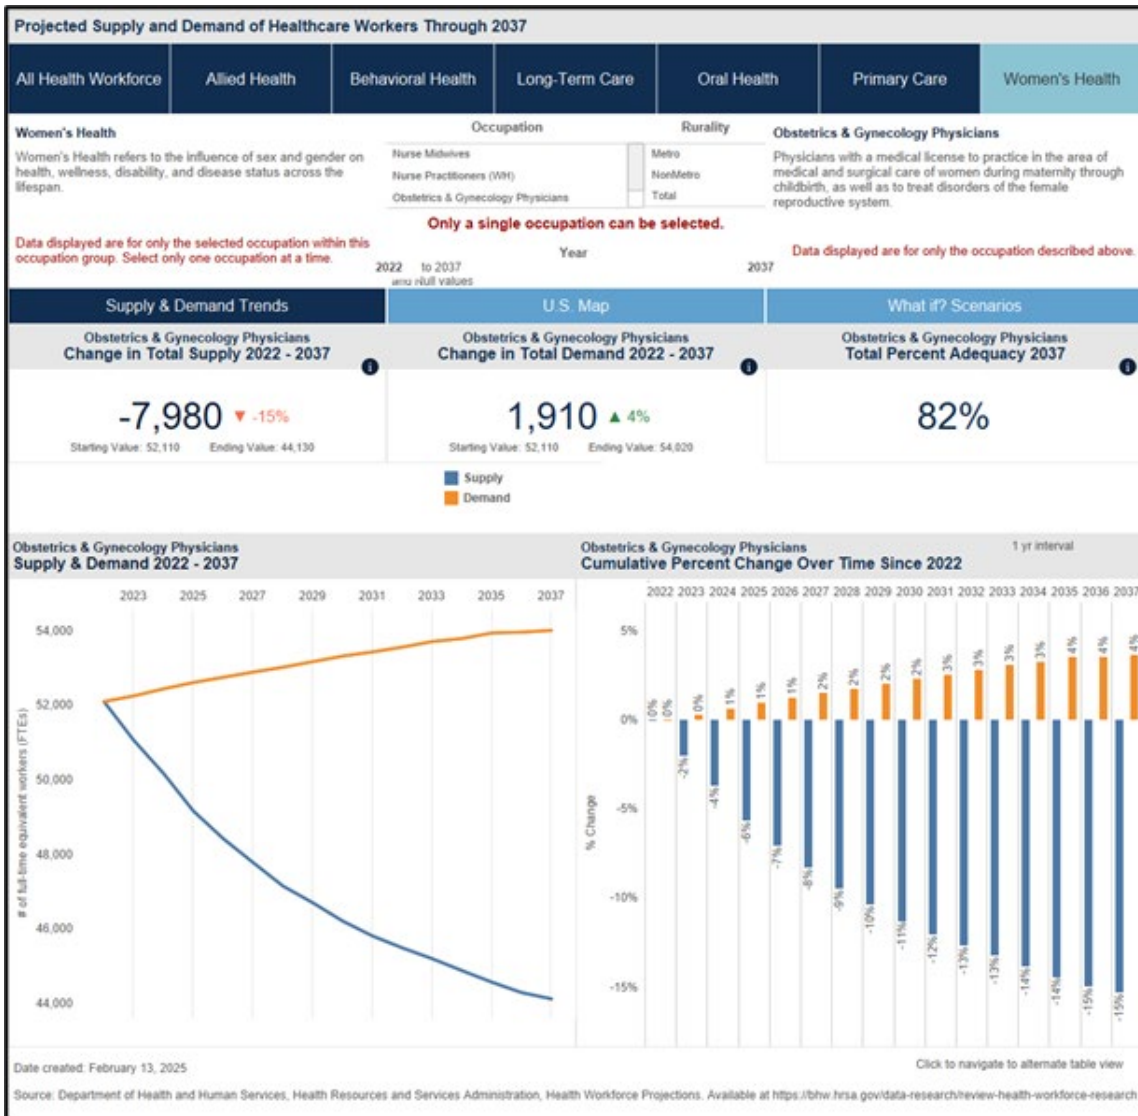 Projected Supply and Demand of Healthcare Workers Through 2037
All Health Workforce
Allied Health
Behavioral Health
Long-Term Care
Oral Health
Primary Care
Women's Health
Women's Health
Women's Health refers to the influence of sex and gender on
health, wellness, disability, and disease status across the
lifespan.
Data displayed are for only the selected occupation within this
occupation group. Select only one occupation at a time.
Occupation
Nurse Midwives
Nurse Practitioners (WH)
Obstetrics & Gynecology Physicians
Rurality
Metro
NonMetro
Total
Only a single occupation can be selected.
Year
2022 to 2037 2037
and Null values
Obstetrics & Gynecology Physicians
Physicians with a medical license to practice in the area of
medical and surgical care of women during maternity through
childbirth, as well as to treat disorders of the female
reproductive system.
Data displayed are for only the occupation described above.
Supply & Demand Trends
U.S. Map
What if? Scenarios
Obstetrics & Gynecology Physicians
Change in Total Supply 2022 - 2037
i
-7,980 ▼ -15%
Starting Value: 52,110 Ending Value: 44,130
Obstetrics & Gynecology Physicians
Change in Total Demand 2022 - 2037
i
1,910 ▲ 4%
Starting Value: 52,110 Ending Value: 54,020
Obstetrics & Gynecology Physicians
Total Percent Adequacy 2037
i
82%
Supply
Demand
Obstetrics & Gynecology Physicians
Supply & Demand 2022 - 2037
2023 2025 2027 2029 2031 2033 2035 2037
# of full-time equivalent workers (FTEs)
54,000
52,000
50,000
48,000
46,000
44,000
Obstetrics & Gynecology Physicians
Cumulative Percent Change Over Time Since 2022
1 yr interval
2022 2023 2024 2025 2026 2027 2028 2029 2030 2031 2032 2033 2034 2035 2036 2037
% Change
5%
0%
-5%
-10%
-15%
0% 0% 0% 1% 1% 1% 2% 2% 2% 2% 3% 3% 3% 3% 4% 4% 4%
-2% -4% -6% -7% -8% -9% -10% -11% -12% -13% -13% -14% -14% -15% -15%
Date created: February 13, 2025
Click to navigate to alternate table view
Source: Department of Health and Human Services, Health Resources and Services Administration, Health Workforce Projections. Available at https://bhw.hrsa.gov/data-research/review-health-workforce-research